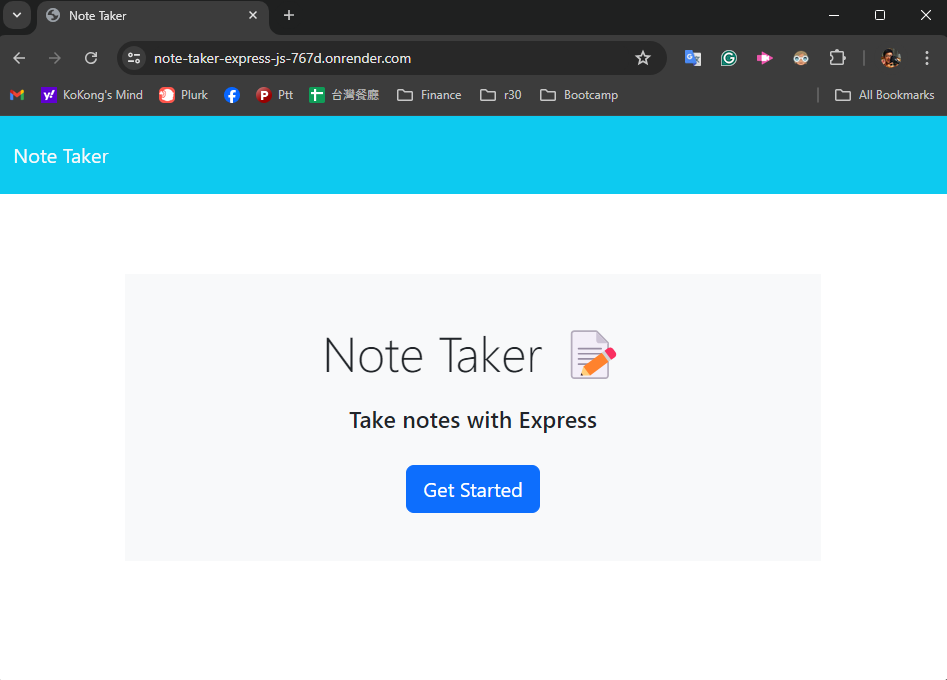 Note Taker
note-taker-express-js-767d.onrender.com
KoKong's Mind Plurk Ptt 台灣餐廳 Finance r30 Bootcamp All Bookmarks
Note Taker
Note Taker
Take notes with Express
Get Started